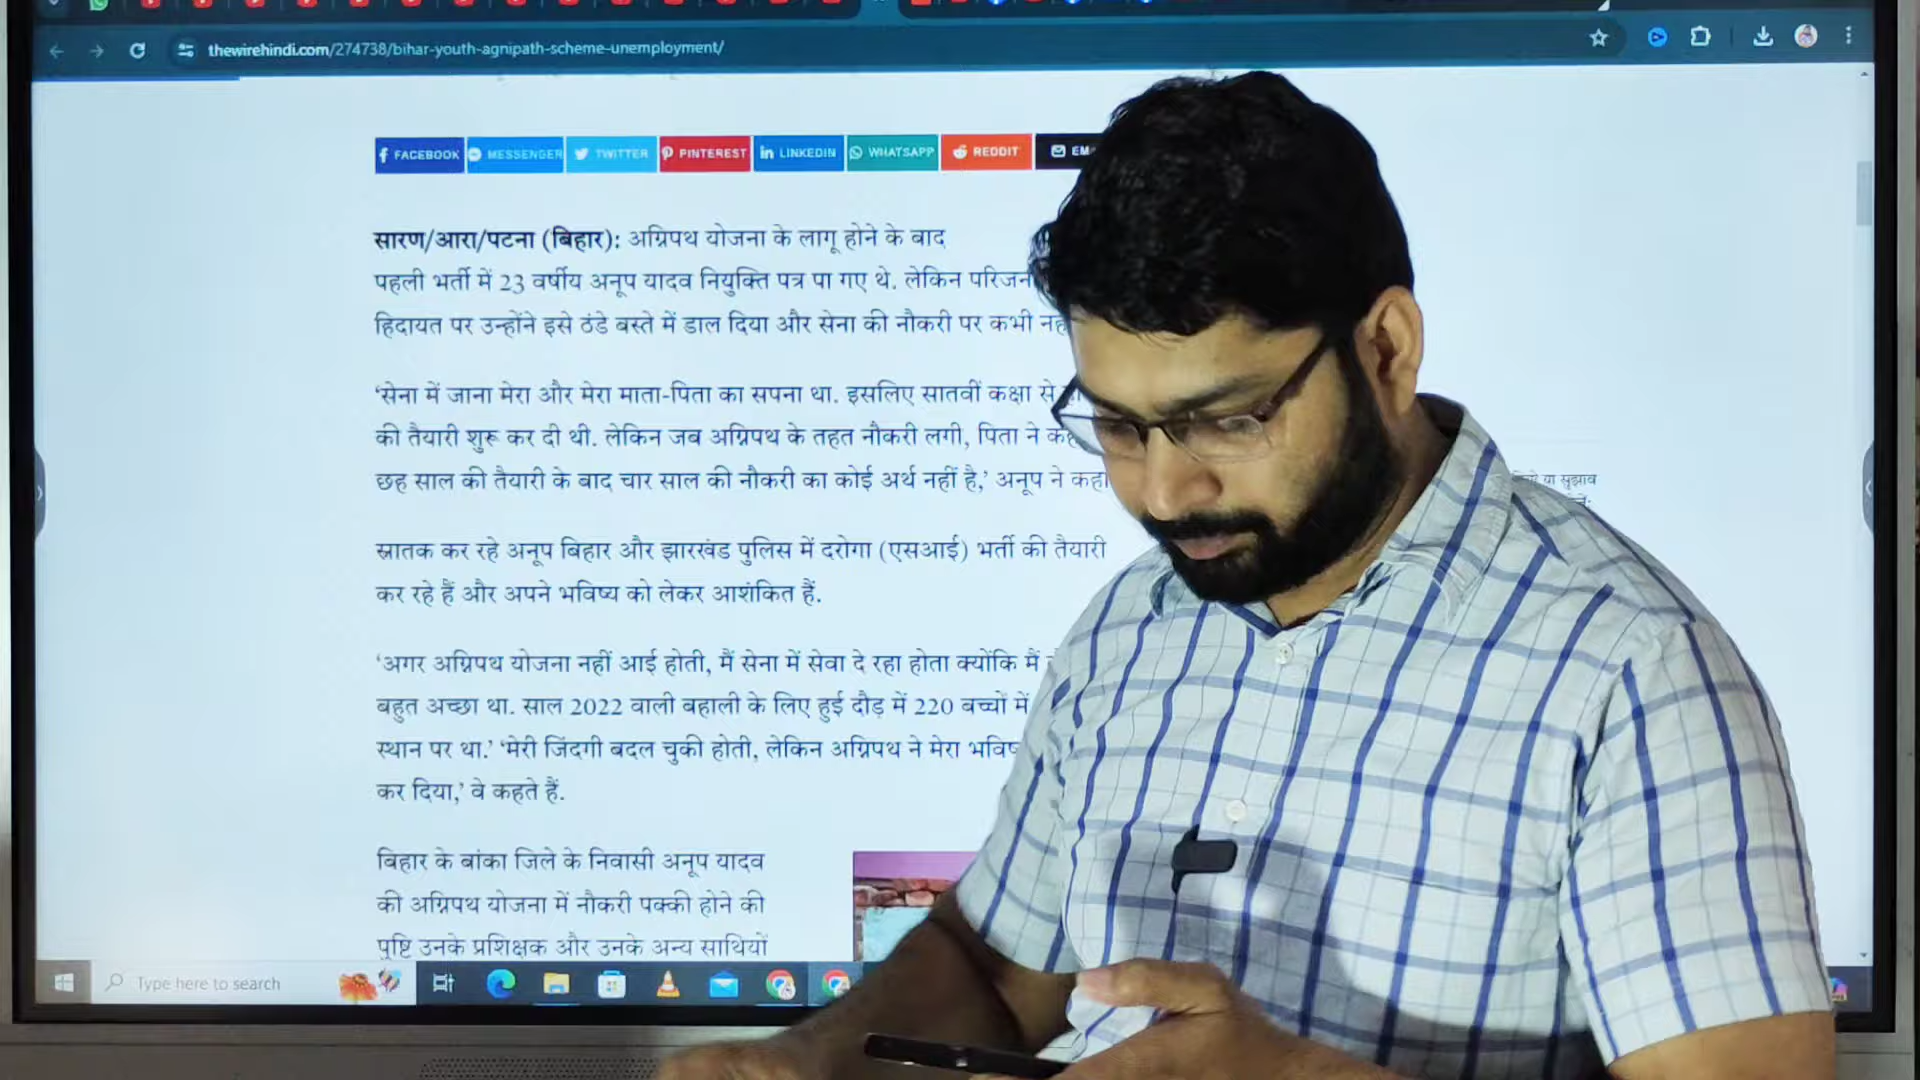 thewirehindi.com/274738/bihar-youth-agnipath-scheme-unemployment/
FACEBOOK MESSENGER TWITTER PINTEREST LINKEDIN WHATSAPP REDDIT EM
सारण/आरा/पटना (बिहार): अग्निपथ योजना के लागू होने के बाद
पहली भर्ती में 23 वर्षीय अनूप यादव नियुक्ति पत्र पा गए थे. लेकिन परिजन
हिदायत पर उन्होंने इसे ठंडे बस्ते में डाल दिया और सेना की नौकरी पर कभी
‘सेना में जाना मेरा और मेरा माता-पिता का सपना था. इसलिए सातवीं कक्षा से
की तैयारी शुरू कर दी थी. लेकिन जब अग्निपथ के तहत नौकरी लगी, पिता ने
छह साल की तैयारी के बाद चार साल की नौकरी का कोई अर्थ नहीं है,’ अनूप ने कहा
या सुझाव
स्नातक कर रहे अनूप बिहार और झारखंड पुलिस में दरोगा (एसआई) भर्ती की तैयारी
कर रहे हैं और अपने भविष्य को लेकर आशंकित हैं.
‘अगर अग्निपथ योजना नहीं आई होती, मैं सेना में सेवा दे रहा होता क्योंकि मैं
बहुत अच्छा था. साल 2022 वाली बहाली के लिए हुई दौड़ में 220 बच्चों में
स्थान पर था.’ ‘मेरी जिंदगी बदल चुकी होती, लेकिन अग्निपथ ने मेरा
कर दिया,’ वे कहते हैं.
बिहार के बांका जिले के निवासी अनूप यादव
की अग्निपथ योजना में नौकरी पक्की होने की
पुष्टि उनके प्रशिक्षक और उनके अन्य साथियों
Type here to search